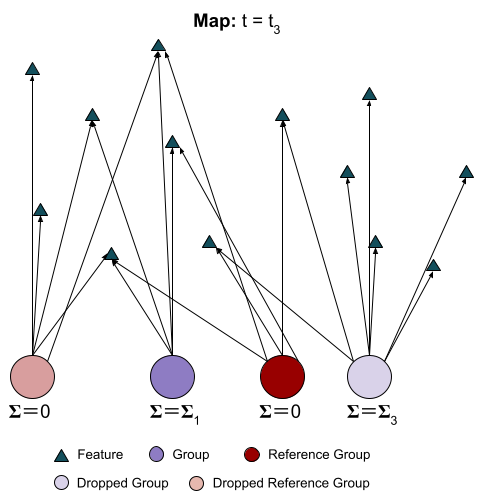 Map: t = t₃
Σ=0 Σ=Σ₁ Σ=0 Σ=Σ₃
Feature Group Reference Group
Dropped Group Dropped Reference Group